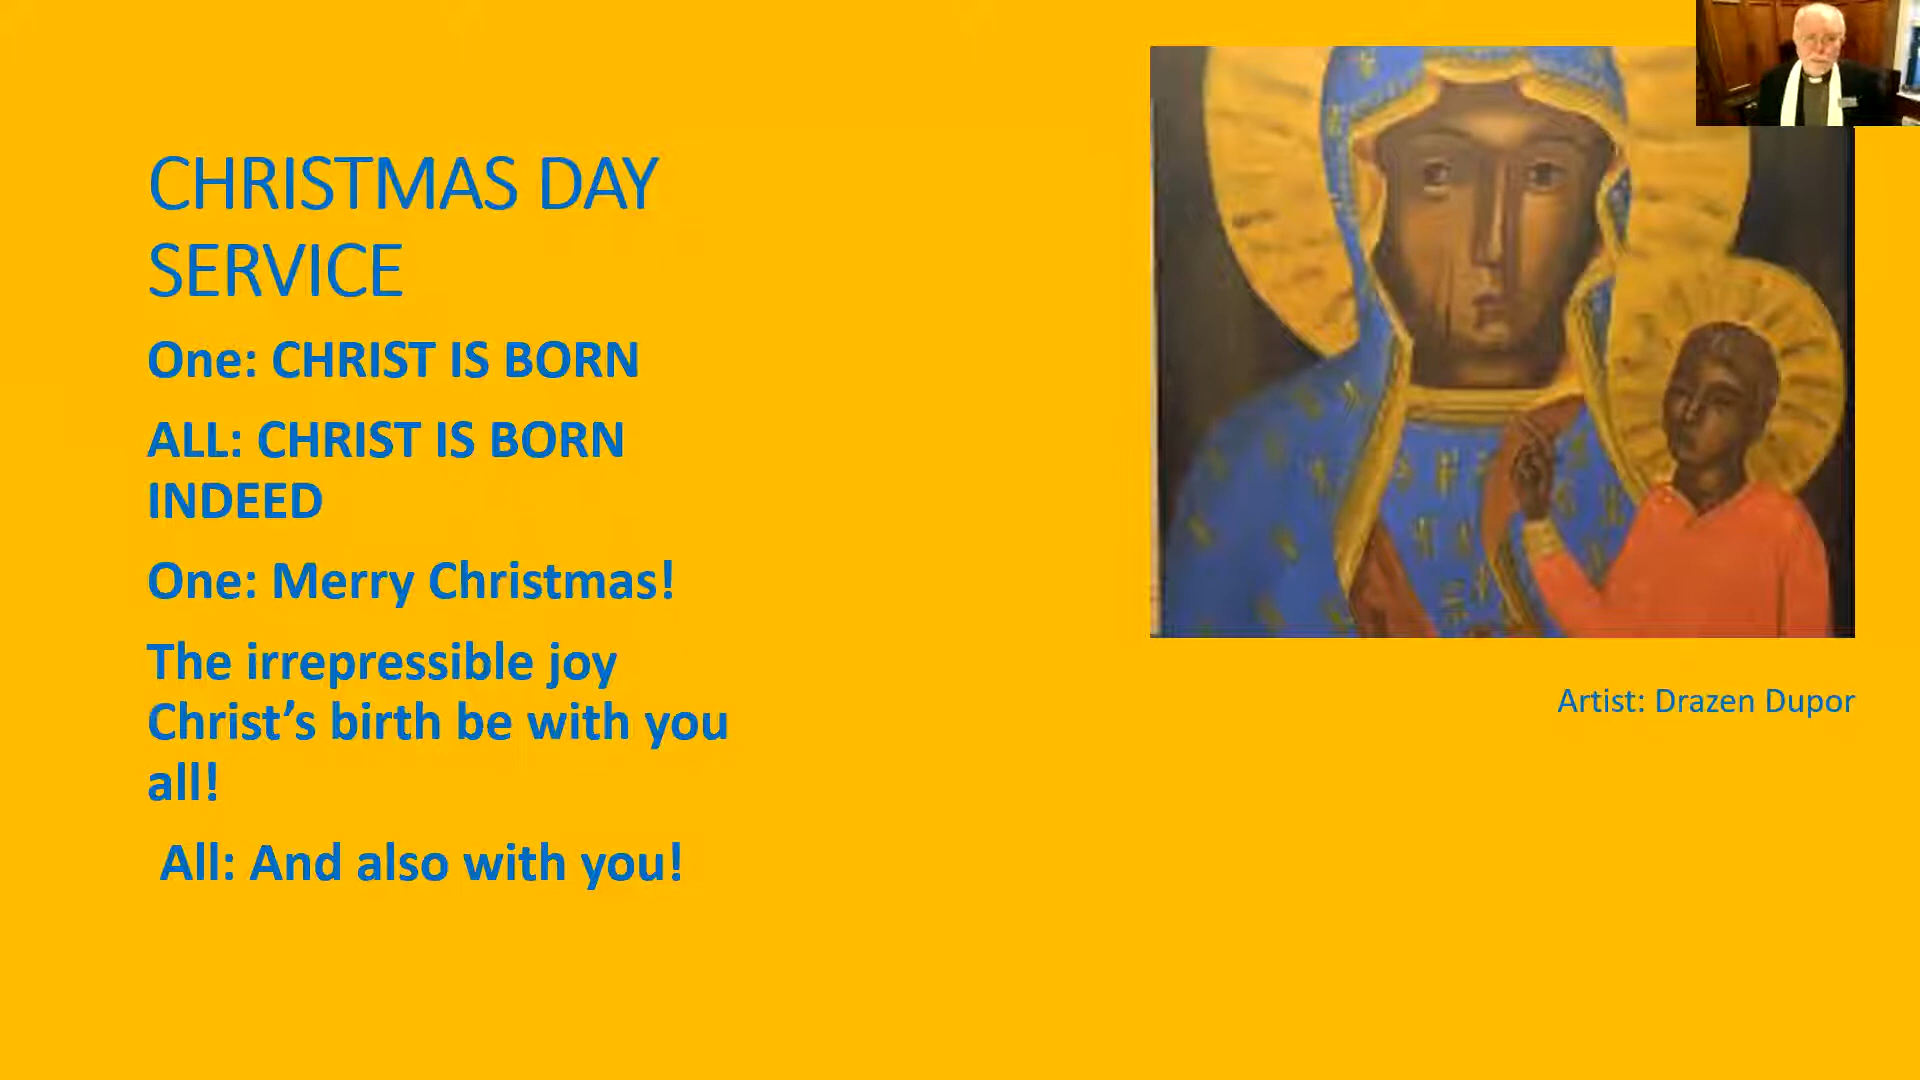 CHRISTMAS DAY
SERVICE
One: CHRIST IS BORN
ALL: CHRIST IS BORN
INDEED
One: Merry Christmas!
The irrepressible joy
Christ’s birth be with you
all!
All: And also with you!
Artist: Drazen Dupor